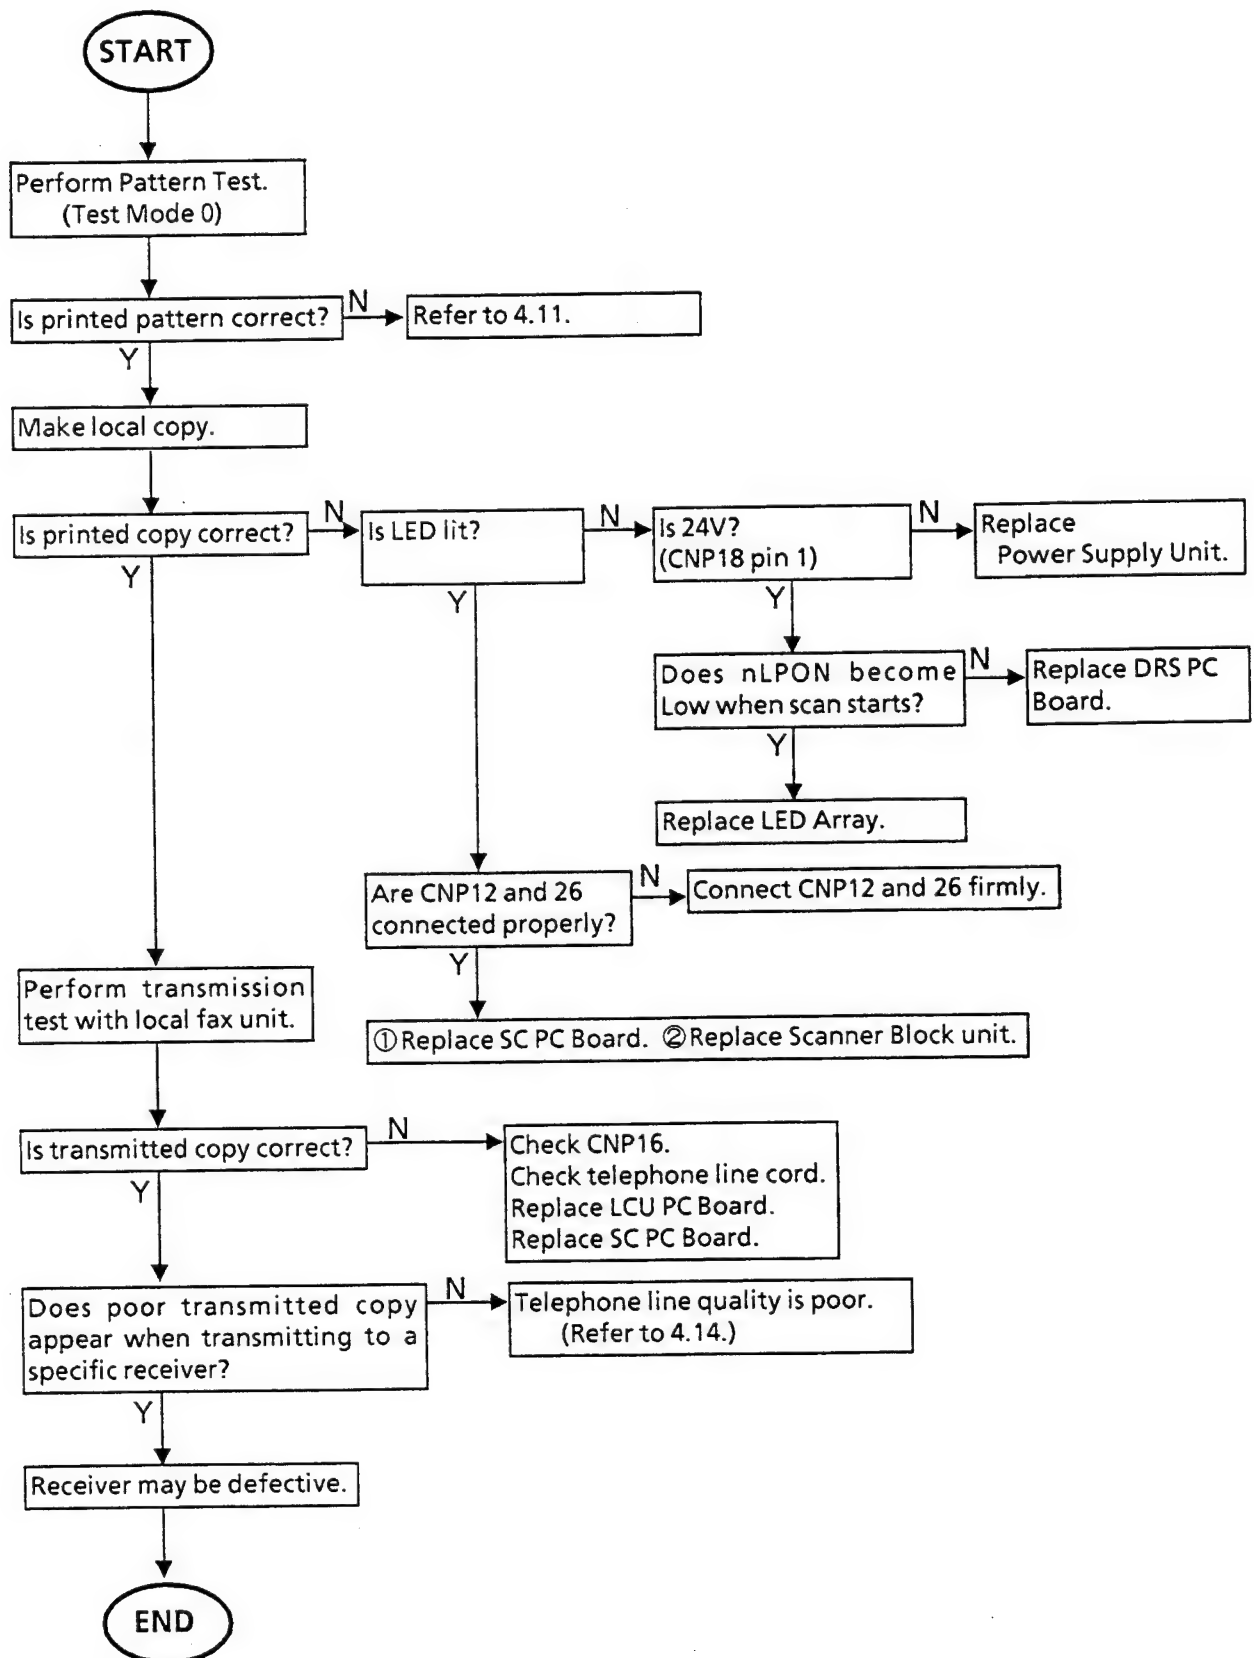 START
Perform Pattern Test.
(Test Mode 0)
Is printed pattern correct?
N
Refer to 4.11.
Y
Make local copy.
Is printed copy correct?
N
Is LED lit?
N
Is 24V?
(CNP18 pin 1)
N
Replace
Power Supply Unit.
Y
Y
Y
Does nLPON become
Low when scan starts?
N
Replace DRS PC
Board.
Y
Replace LED Array.
Are CNP12 and 26
connected properly?
N
Connect CNP12 and 26 firmly.
Y
Perform transmission
test with local fax unit.
①Replace SC PC Board. ②Replace Scanner Block unit.
Is transmitted copy correct?
N
Check CNP16.
Check telephone line cord.
Replace LCU PC Board.
Replace SC PC Board.
Y
Does poor transmitted copy
appear when transmitting to a
specific receiver?
N
Telephone line quality is poor.
(Refer to 4.14.)
Y
Receiver may be defective.
END